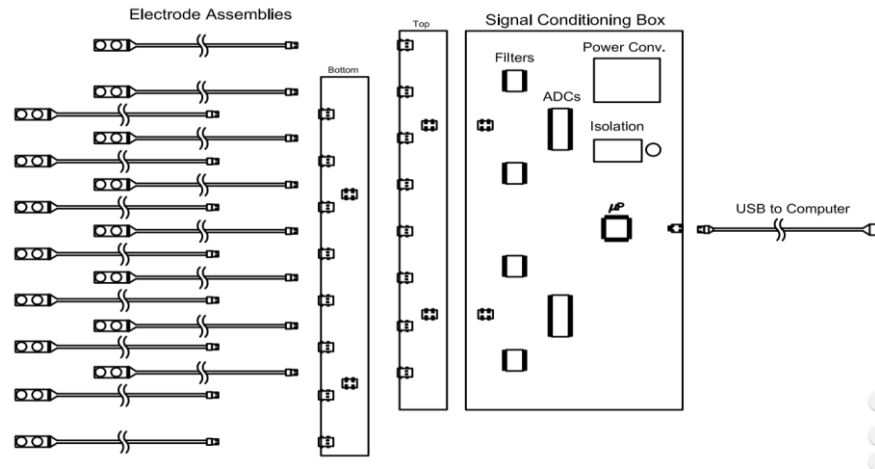 Electrode Assemblies
Top
Signal Conditioning Box
Bottom
Filters
Power Conv.
ADCs
Isolation
µP
USB to Computer